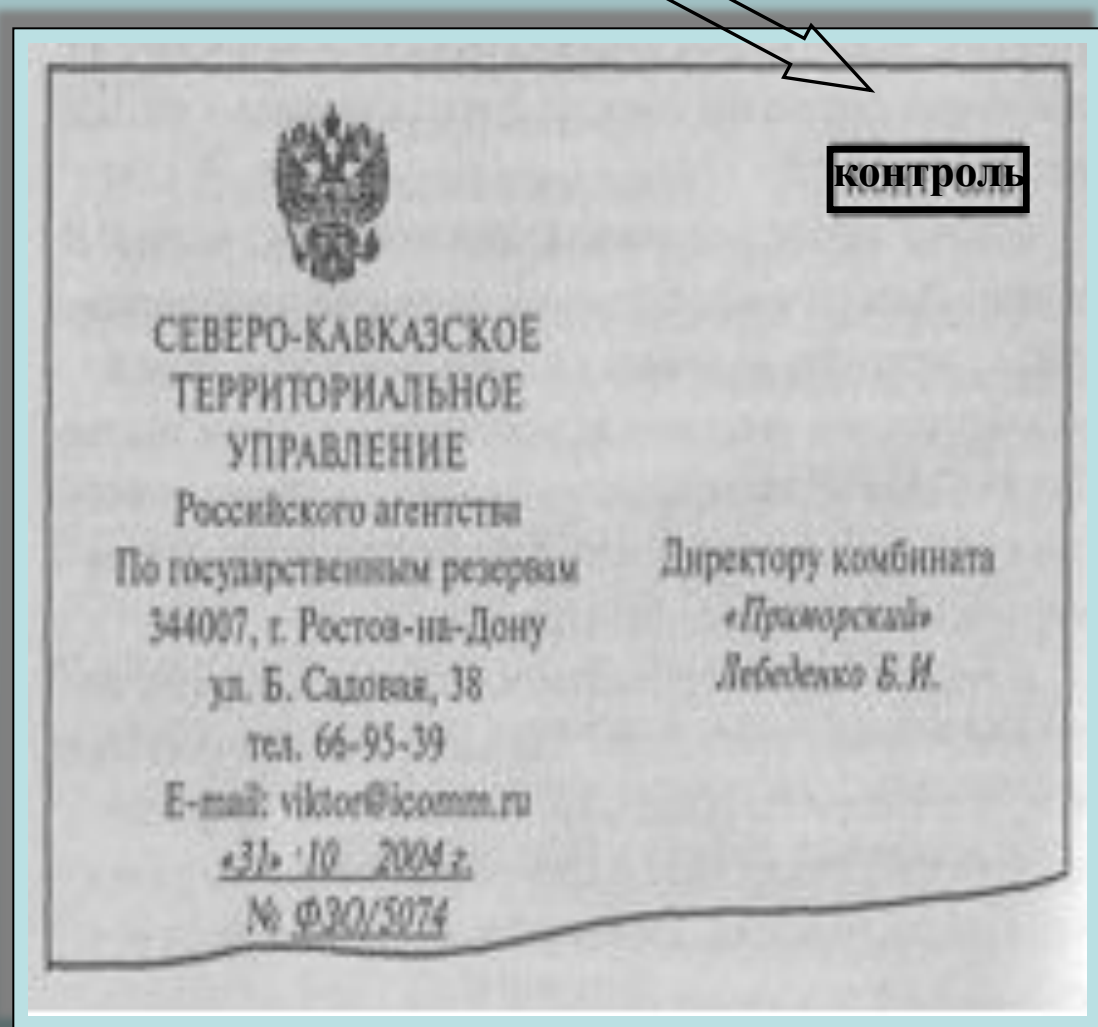 контроль
СЕВЕРО-КАВКАЗСКОЕ
ТЕРРИТОРИАЛЬНОЕ
УПРАВЛЕНИЕ
Российского агентства
По государственным резервам
344007, г. Ростов-на-Дону
ул. Б. Садовая, 38
тел. 66-95-39
E-mail: viktor@icomm.ru
«31» 10 2004 г.
№ ФЗО/5074
Директору комбината
«Приморский»
Лебеденко Б.И.